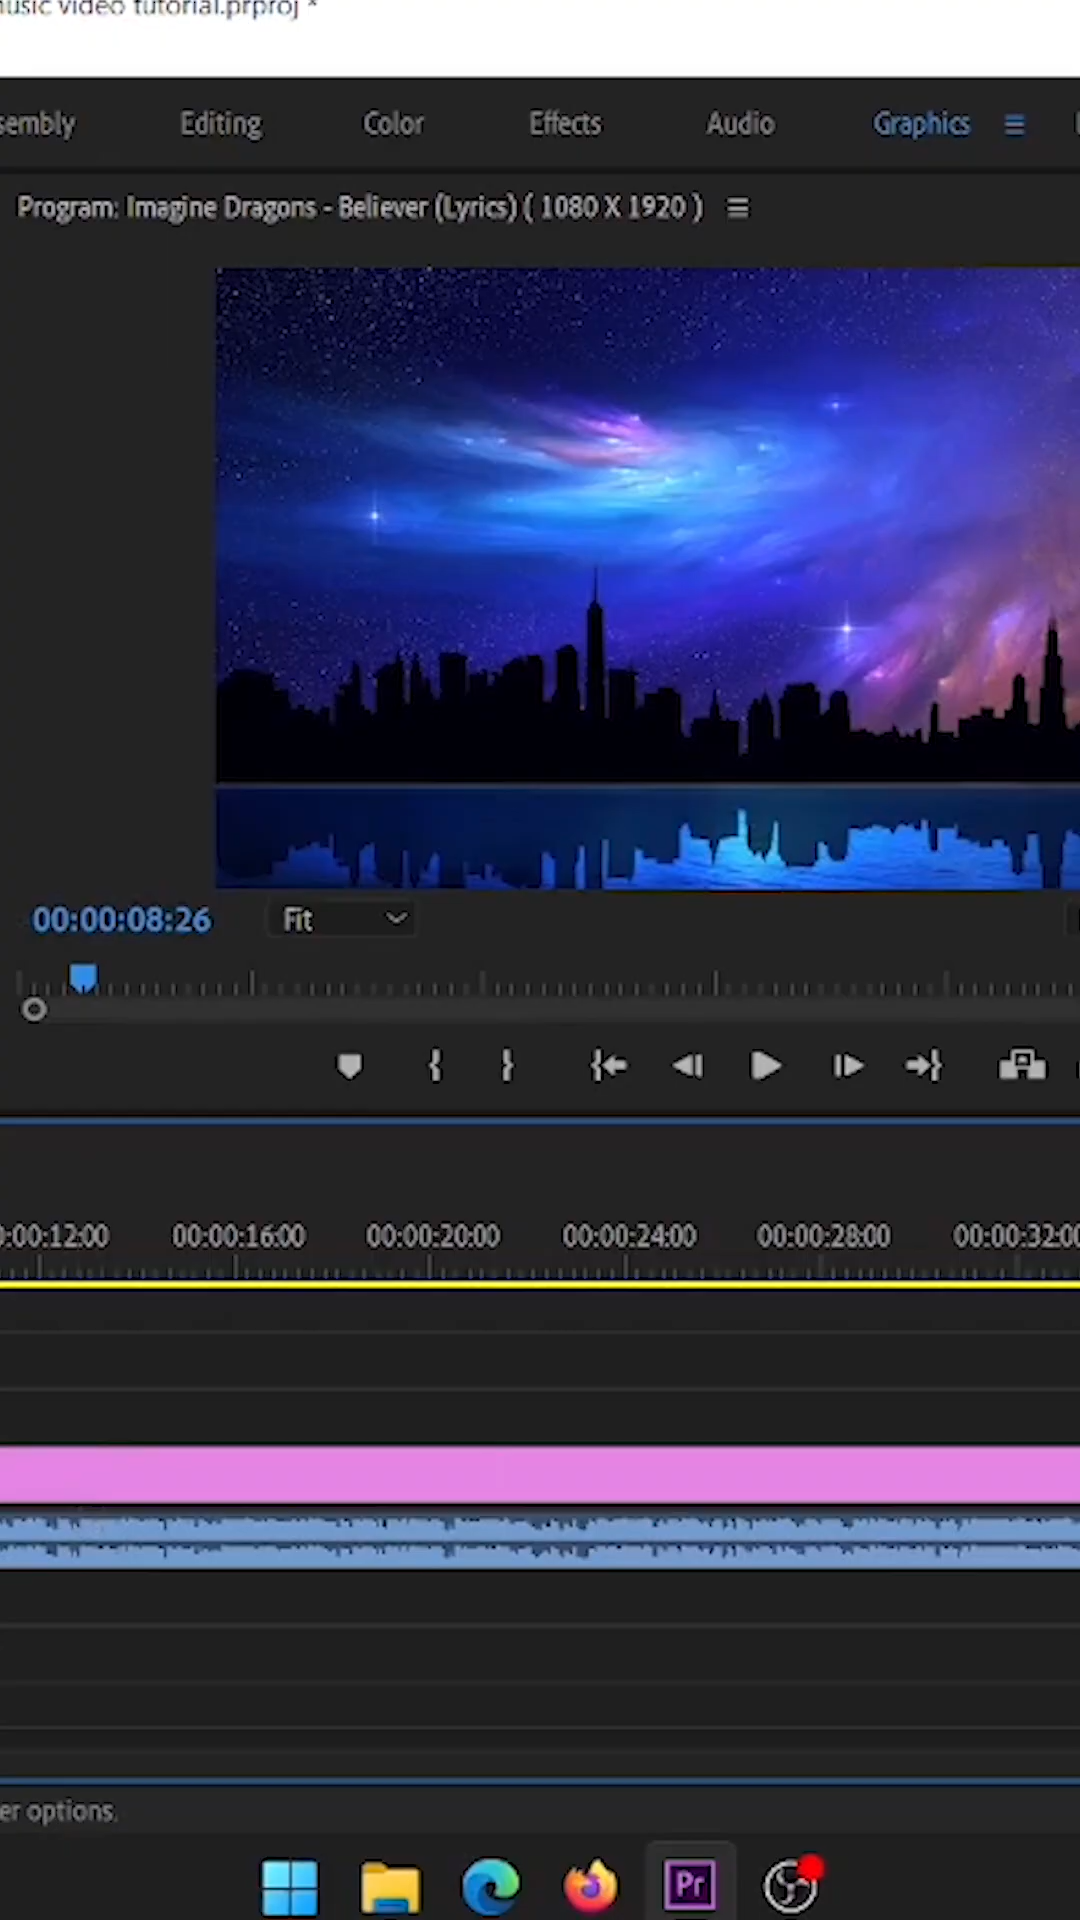 music video tutorial.prproj *
sembly Editing Color Effects Audio Graphics
Program: Imagine Dragons - Believer (Lyrics) ( 1080 X 1920 )
00:00:08:26 Fit
0:00:12:00 00:00:16:00 00:00:20:00 00:00:24:00 00:00:28:00 00:00:32:00
er options.
Pr